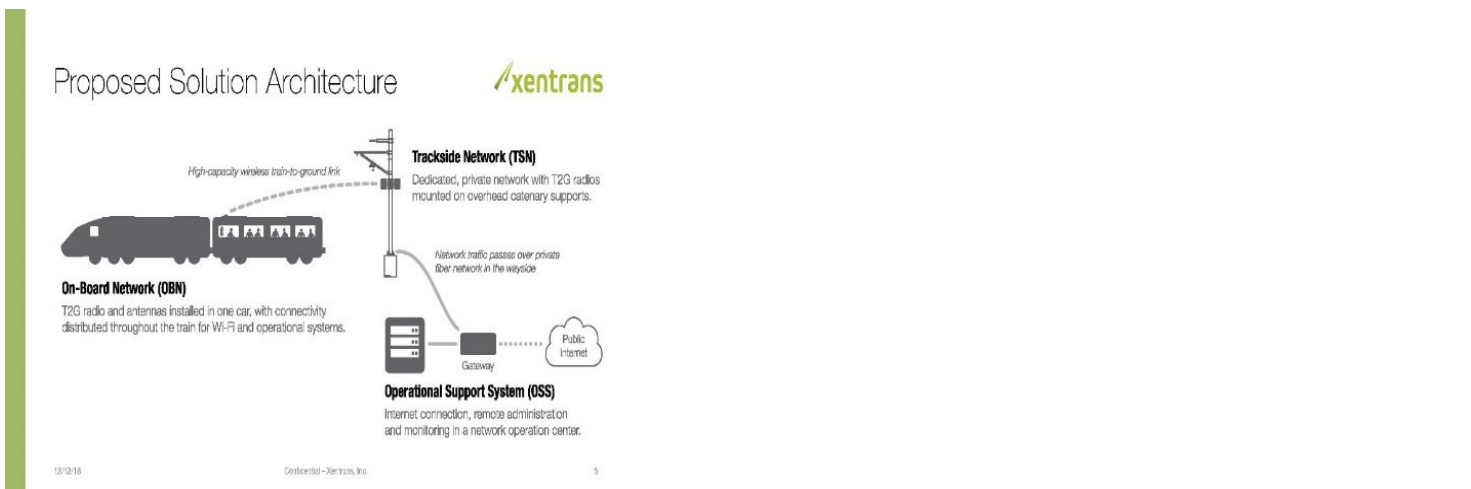 Proposed Solution Architecture
xentrans
High-capacity wireless train-to-ground link
Trackside Network (TSN)
Dedicated, private network with T2G radios
mounted on overhead catenary supports.
Network traffic passes over private
fiber network in the wayside
On-Board Network (OBN)
T2G radio and antennas installed in one car, with connectivity
distributed throughout the train for Wi-Fi and operational systems.
Public
Internet
Gateway
Operational Support System (OSS)
Internet connection, remote administration
and monitoring in a network operation center.
12/12/18
Confidential – Xentrans, Inc.
5